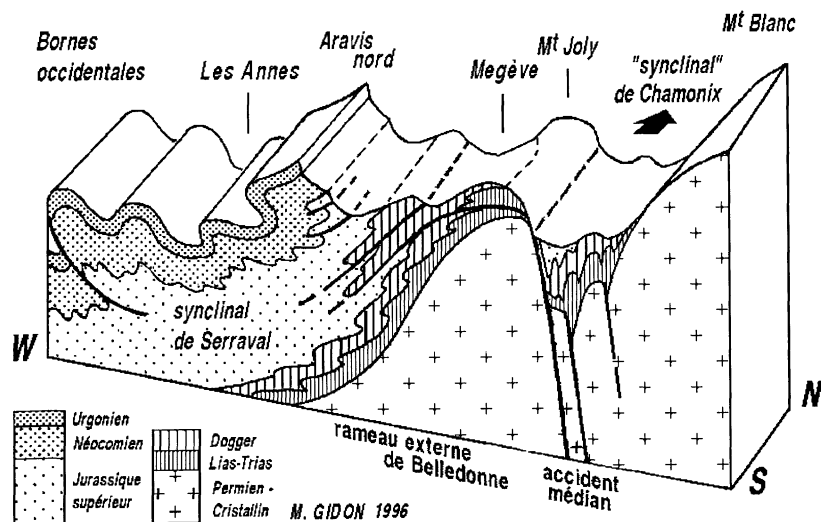 Bornes
occidentales
Les Annes
Aravis
nord
Megève
Mt Joly
"synclinal"
de Chamonix
Mt Blanc
synclinal
de Serraval
W
N
S
rameau externe
de Belledonne
accident
médian
Urgonien
Néocomien
Jurassique
supérieur
Dogger
Lias-Trias
Permien -
Cristallin
M. GIDON 1996